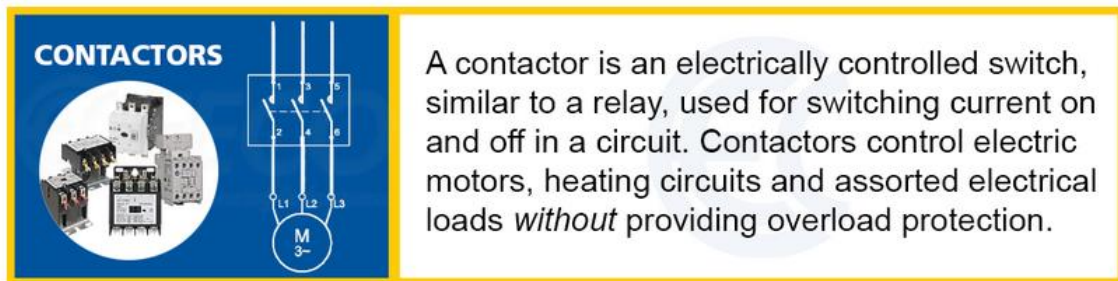 CONTACTORS
1 3 5
2 4 6
L1 L2 L3
M
3~
A contactor is an electrically controlled switch,
similar to a relay, used for switching current on
and off in a circuit. Contactors control electric
motors, heating circuits and assorted electrical
loads without providing overload protection.